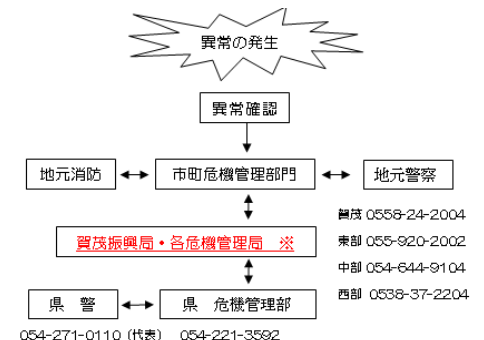 異常の発生
異常確認
地元消防
市町危機管理部門
地元警察
賀茂振興局・各危機管理局 ※
賀茂 0558-24-2004
東部 055-920-2002
中部 054-644-9104
西部 0538-37-2204
県 警
県 危機管理部
054-271-0110 (代表)
054-221-3592